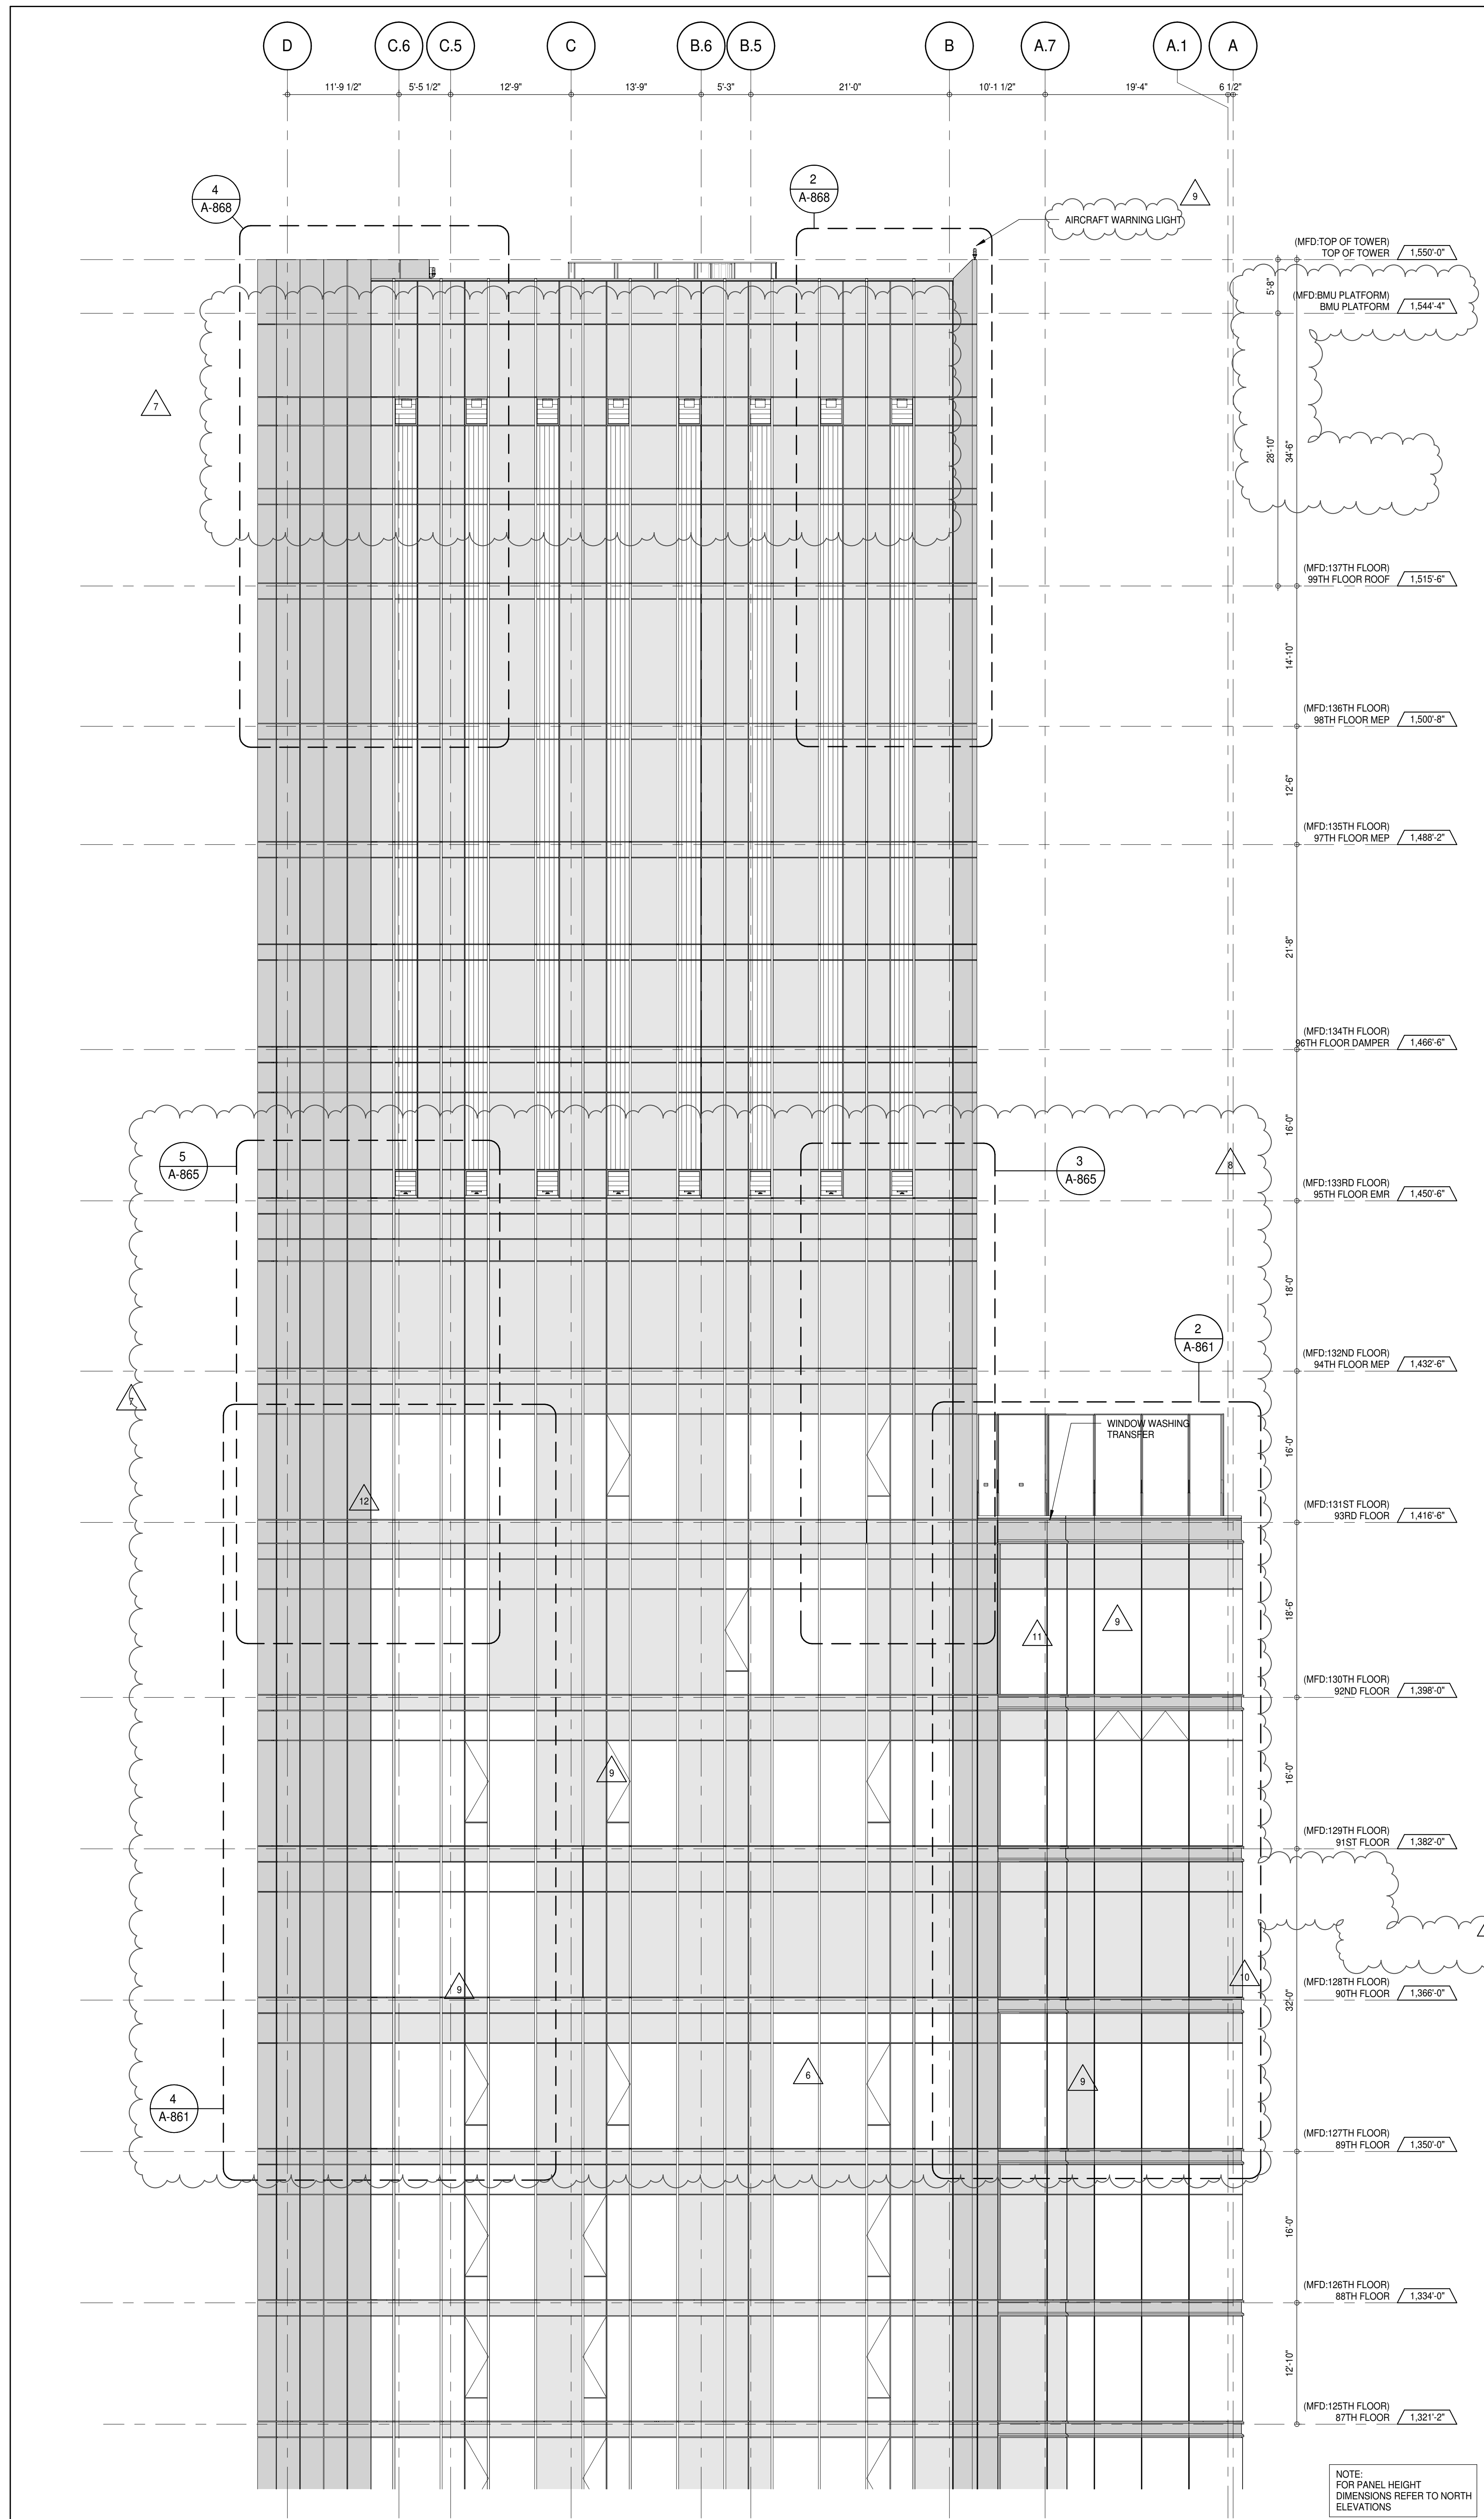 D
C.6
C.5
C
B.6
B.5
B
A.7
A.1
A
11'-9 1/2"
5'-5 1/2"
12'-9"
13'-9"
5'-3"
21'-0"
10'-1 1/2"
19'-4"
6 1/2"
4
A-868
2
A-868
9
AIRCRAFT WARNING LIGHT
(MFD:TOP OF TOWER)
TOP OF TOWER
1,550'-0"
5'-8"
(MFD:BMU PLATFORM)
BMU PLATFORM
1,544'-4"
7
28'-10"
34'-6"
(MFD:137TH FLOOR)
99TH FLOOR ROOF
1,515'-6"
14'-10"
(MFD:136TH FLOOR)
98TH FLOOR MEP
1,500'-8"
12'-6"
(MFD:135TH FLOOR)
97TH FLOOR MEP
1,488'-2"
21'-8"
(MFD:134TH FLOOR)
96TH FLOOR DAMPER
1,466'-6"
16'-0"
5
A-865
3
A-865
8
(MFD:133RD FLOOR)
95TH FLOOR EMR
1,450'-6"
18'-0"
2
A-861
(MFD:132ND FLOOR)
94TH FLOOR MEP
1,432'-6"
7
WINDOW WASHING
TRANSFER
16'-0"
12
(MFD:131ST FLOOR)
93RD FLOOR
1,416'-6"
18'-6"
11
9
(MFD:130TH FLOOR)
92ND FLOOR
1,398'-0"
9
16'-0"
(MFD:129TH FLOOR)
91ST FLOOR
1,382'-0"
9
10
(MFD:128TH FLOOR)
90TH FLOOR
1,366'-0"
32'-0"
6
9
4
A-861
(MFD:127TH FLOOR)
89TH FLOOR
1,350'-0"
16'-0"
(MFD:126TH FLOOR)
88TH FLOOR
1,334'-0"
12'-10"
(MFD:125TH FLOOR)
87TH FLOOR
1,321'-2"
NOTE:
FOR PANEL HEIGHT
DIMENSIONS REFER TO NORTH
ELEVATIONS